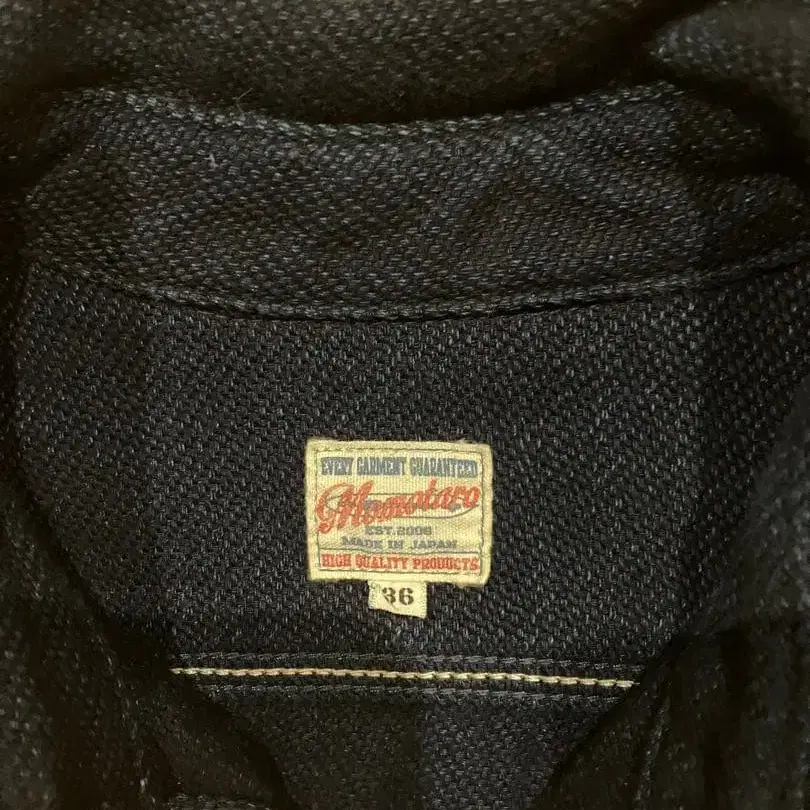 EVERY GARMENT GUARANTEED
Momotaro
EST.2006
MADE IN JAPAN
HIGH QUALITY PRODUCTS
36